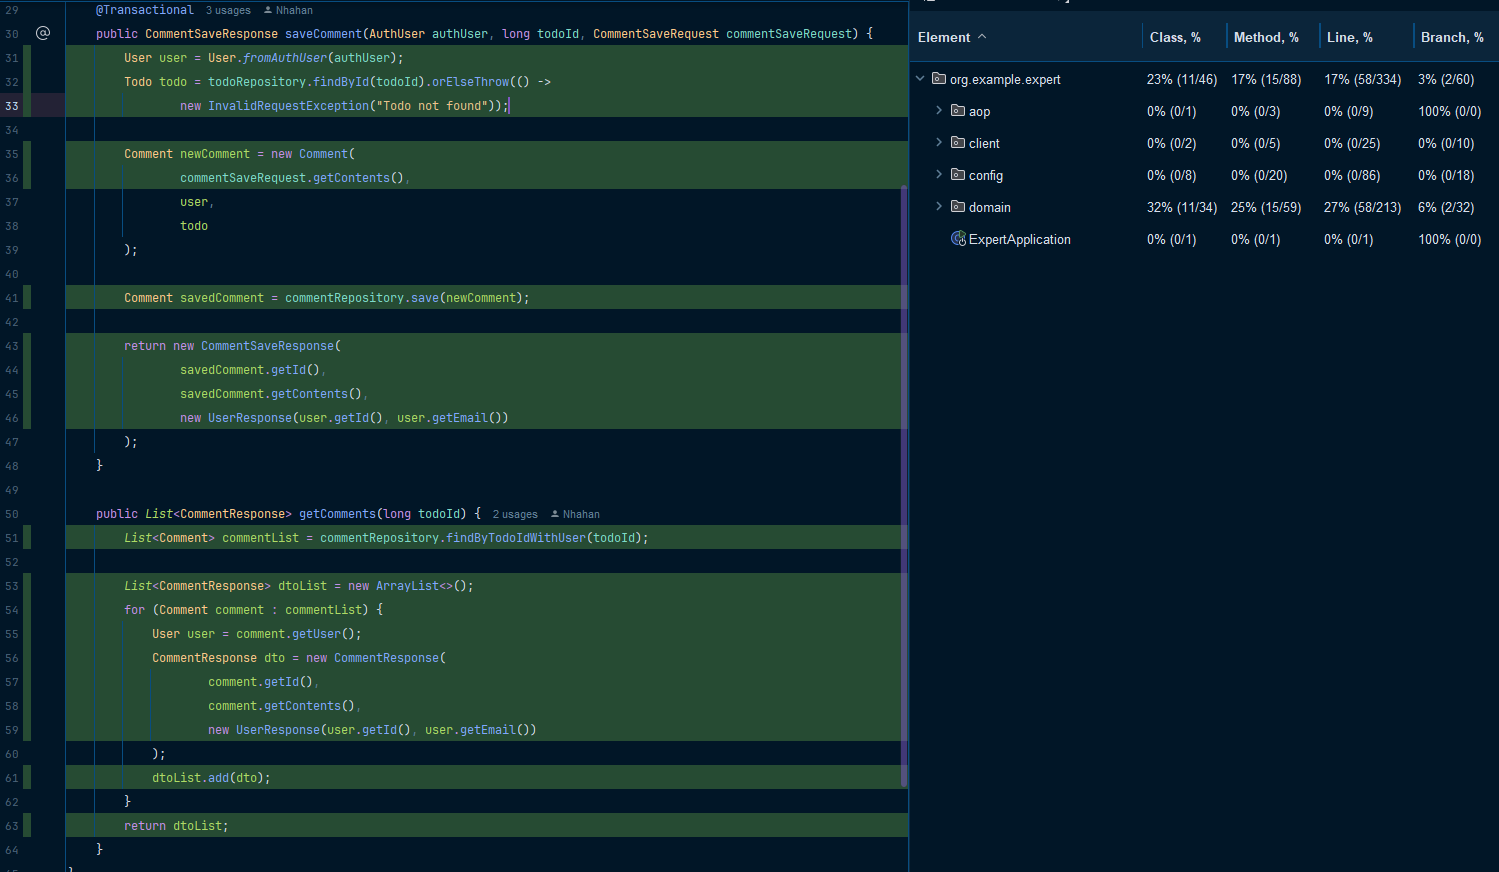 29 @Transactional 3 usages Nhahan
30 @ public CommentSaveResponse saveComment(AuthUser authUser, long todoId, CommentSaveRequest commentSaveRequest) {
31 User user = User.fromAuthUser(authUser);
32 Todo todo = todoRepository.findById(todoId).orElseThrow(() ->
33 new InvalidRequestException("Todo not found"));
34
35 Comment newComment = new Comment(
36 commentSaveRequest.getContents(),
37 user,
38 todo
39 );
40
41 Comment savedComment = commentRepository.save(newComment);
42
43 return new CommentSaveResponse(
44 savedComment.getId(),
45 savedComment.getContents(),
46 new UserResponse(user.getId(), user.getEmail())
47 );
48 }
49
50 public List<CommentResponse> getComments(long todoId) { 2 usages Nhahan
51 List<Comment> commentList = commentRepository.findByTodoIdWithUser(todoId);
52
53 List<CommentResponse> dtoList = new ArrayList<>();
54 for (Comment comment : commentList) {
55 User user = comment.getUser();
56 CommentResponse dto = new CommentResponse(
57 comment.getId(),
58 comment.getContents(),
59 new UserResponse(user.getId(), user.getEmail())
60 );
61 dtoList.add(dto);
62 }
63 return dtoList;
64 }
Element Class, % Method, % Line, % Branch, %
org.example.expert 23% (11/46) 17% (15/88) 17% (58/334) 3% (2/60)
aop 0% (0/1) 0% (0/3) 0% (0/9) 100% (0/0)
client 0% (0/2) 0% (0/5) 0% (0/25) 0% (0/10)
config 0% (0/8) 0% (0/20) 0% (0/86) 0% (0/18)
domain 32% (11/34) 25% (15/59) 27% (58/213) 6% (2/32)
ExpertApplication 0% (0/1) 0% (0/1) 0% (0/1) 100% (0/0)